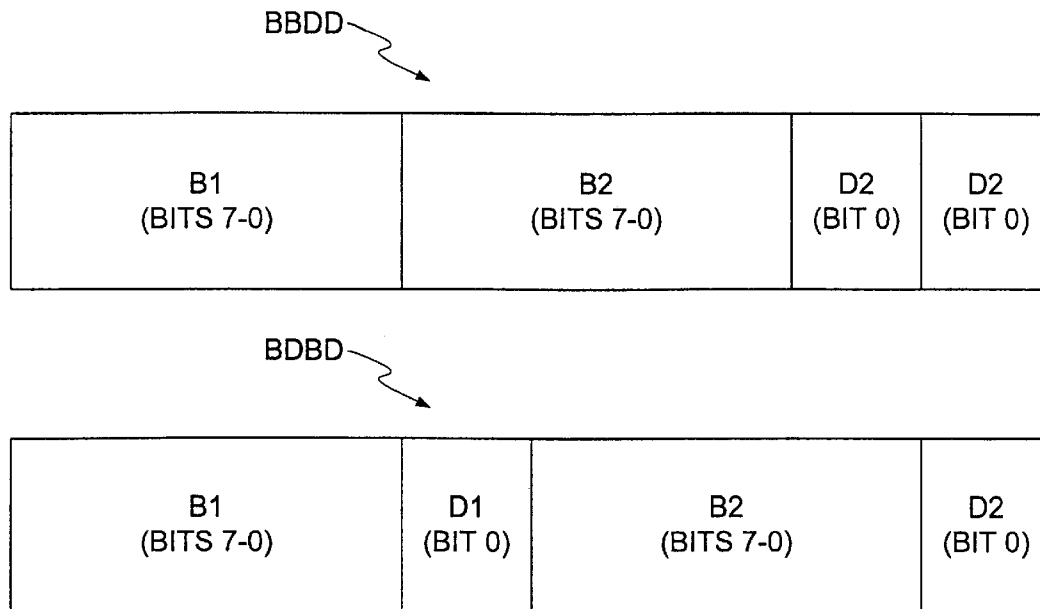 BBDD
B1
(BITS 7-0)
B2
(BITS 7-0)
D2
(BIT 0)
D2
(BIT 0)
BDBD
B1
(BITS 7-0)
D1
(BIT 0)
B2
(BITS 7-0)
D2
(BIT 0)